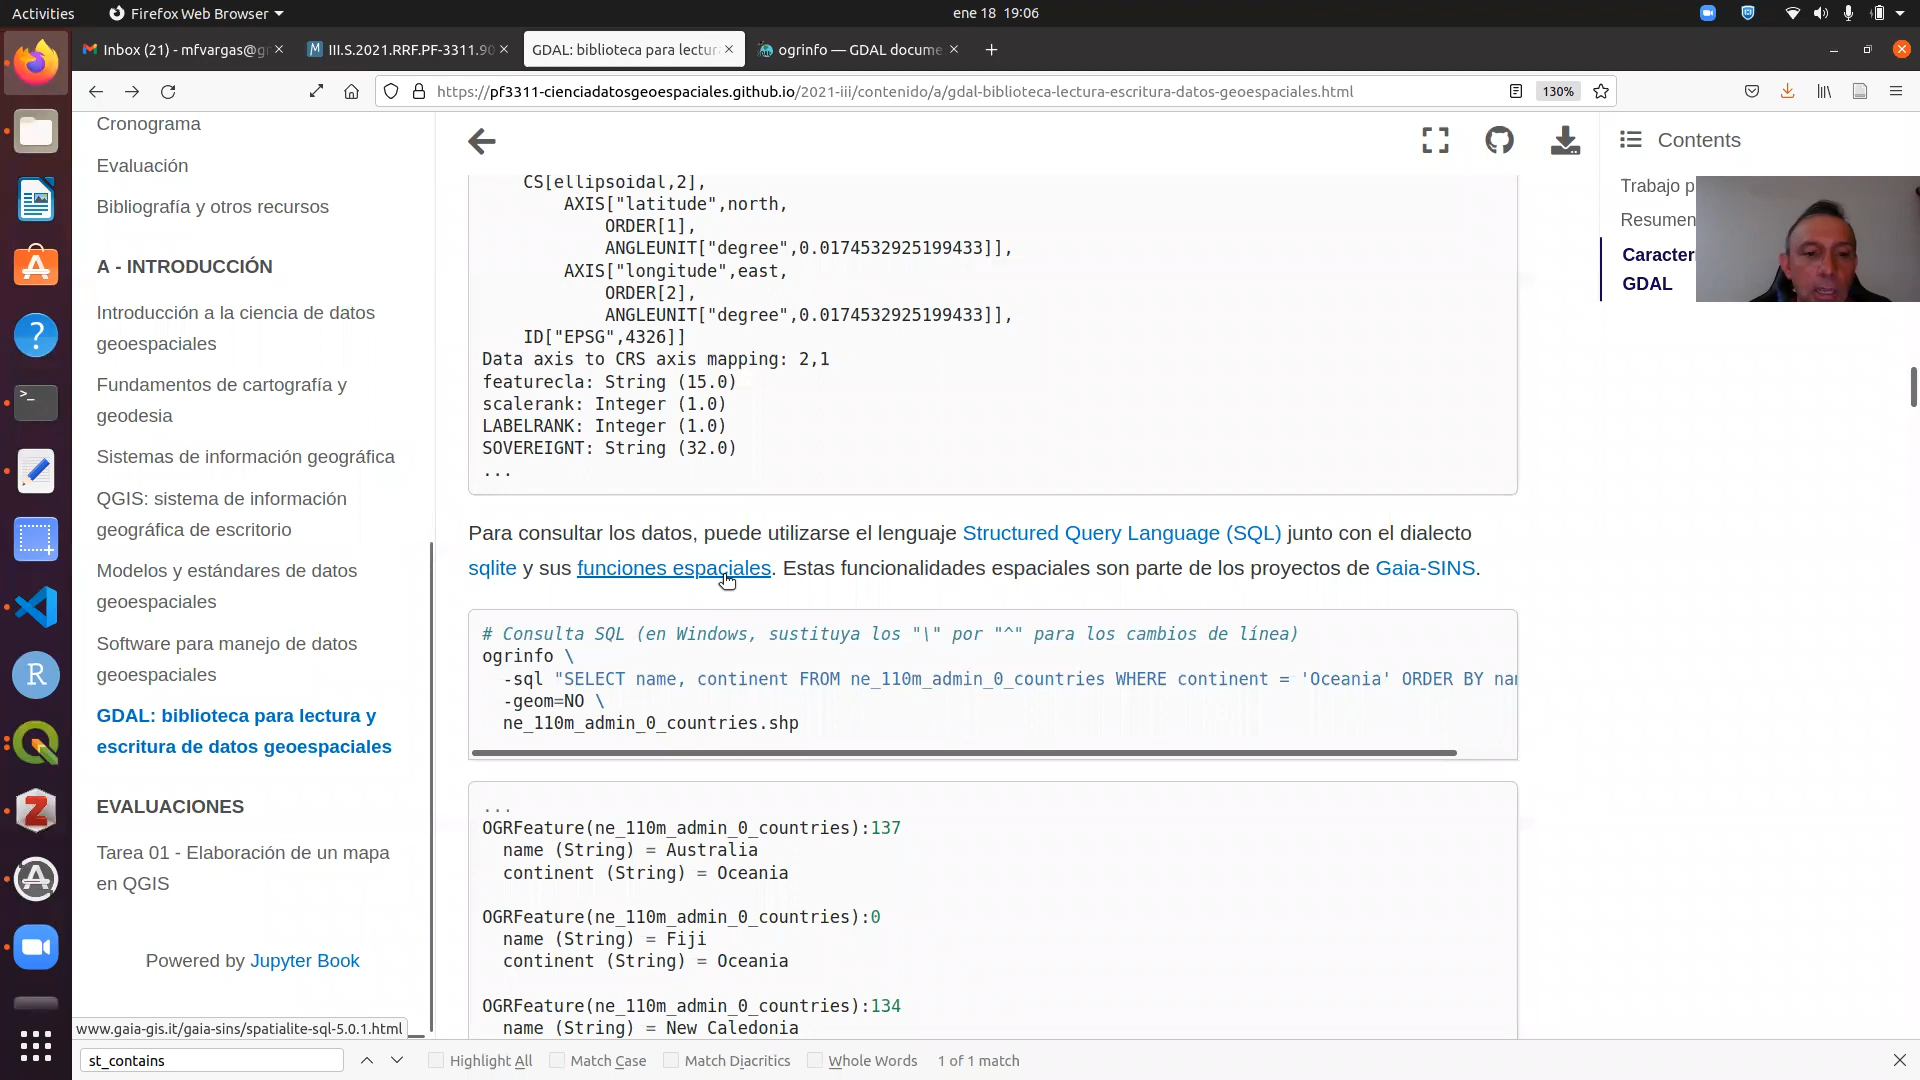 Activities
Firefox Web Browser
ene 18 19:06
Inbox (21) - mfvargas@g
III.S.2021.RRF.PF-3311.90
GDAL: biblioteca para lectur
ogrinfo — GDAL docume
https://pf3311-cienciadatosgeoespaciales.github.io/2021-iii/contenido/a/gdal-biblioteca-lectura-escritura-datos-geoespaciales.html
130%
Cronograma
Evaluación
Bibliografía y otros recursos
A - INTRODUCCIÓN
Introducción a la ciencia de datos
geoespaciales
Fundamentos de cartografía y
geodesia
Sistemas de información geográfica
QGIS: sistema de información
geográfica de escritorio
Modelos y estándares de datos
geoespaciales
Software para manejo de datos
geoespaciales
GDAL: biblioteca para lectura y
escritura de datos geoespaciales
EVALUACIONES
Tarea 01 - Elaboración de un mapa
en QGIS
Powered by Jupyter Book
www.gaia-gis.it/gaia-sins/spatialite-sql-5.0.1.html
CS[ellipsoidal,2],
AXIS["latitude",north,
ORDER[1],
ANGLEUNIT["degree",0.0174532925199433]],
AXIS["longitude",east,
ORDER[2],
ANGLEUNIT["degree",0.0174532925199433]],
ID["EPSG",4326]]
Data axis to CRS axis mapping: 2,1
featurecla: String (15.0)
scalerank: Integer (1.0)
LABELRANK: Integer (1.0)
SOVEREIGNT: String (32.0)
...
Para consultar los datos, puede utilizarse el lenguaje Structured Query Language (SQL) junto con el dialecto
sqlite y sus funciones espaciales. Estas funcionalidades espaciales son parte de los proyectos de Gaia-SINS.
# Consulta SQL (en Windows, sustituya los "\" por "^" para los cambios de línea)
ogrinfo \
-sql "SELECT name, continent FROM ne_110m_admin_0_countries WHERE continent = 'Oceania' ORDER BY nam
-geom=NO \
ne_110m_admin_0_countries.shp
...
OGRFeature(ne_110m_admin_0_countries):137
name (String) = Australia
continent (String) = Oceania
OGRFeature(ne_110m_admin_0_countries):0
name (String) = Fiji
continent (String) = Oceania
OGRFeature(ne_110m_admin_0_countries):134
name (String) = New Caledonia
Contents
Trabajo p
Resumen
Caracterí
GDAL
st_contains
Highlight All
Match Case
Match Diacritics
Whole Words
1 of 1 match